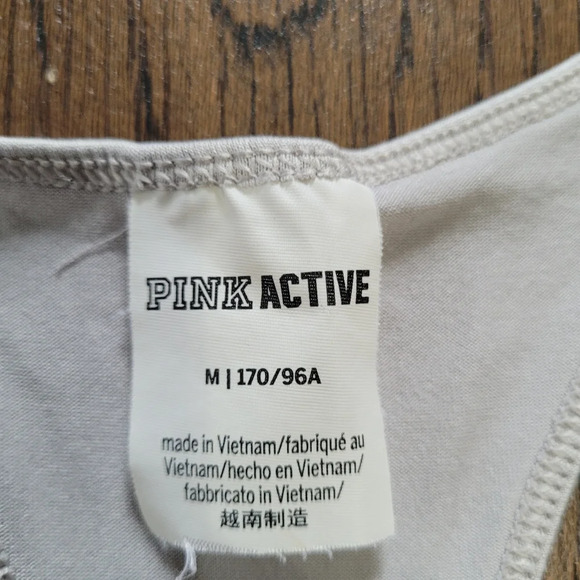 PINK ACTIVE
M | 170/96A
made in Vietnam/fabriqué au
Vietnam/hecho en Vietnam/
fabbricato in Vietnam/
越南制造